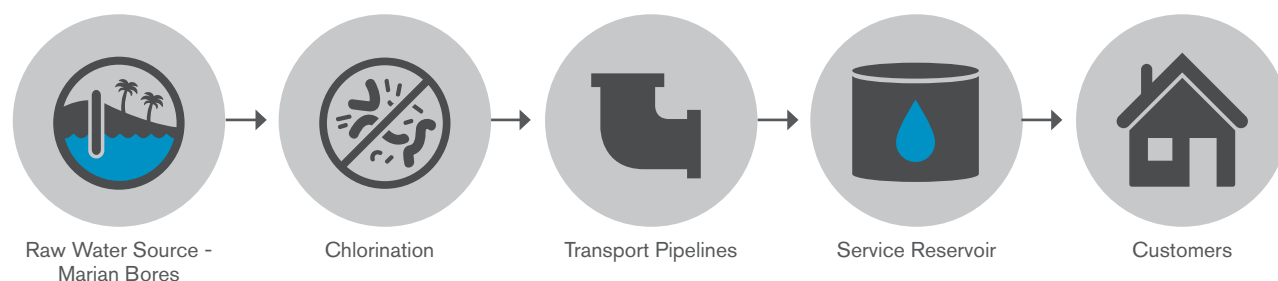 Raw Water Source -
Marian Bores
Chlorination
Transport Pipelines
Service Reservoir
Customers